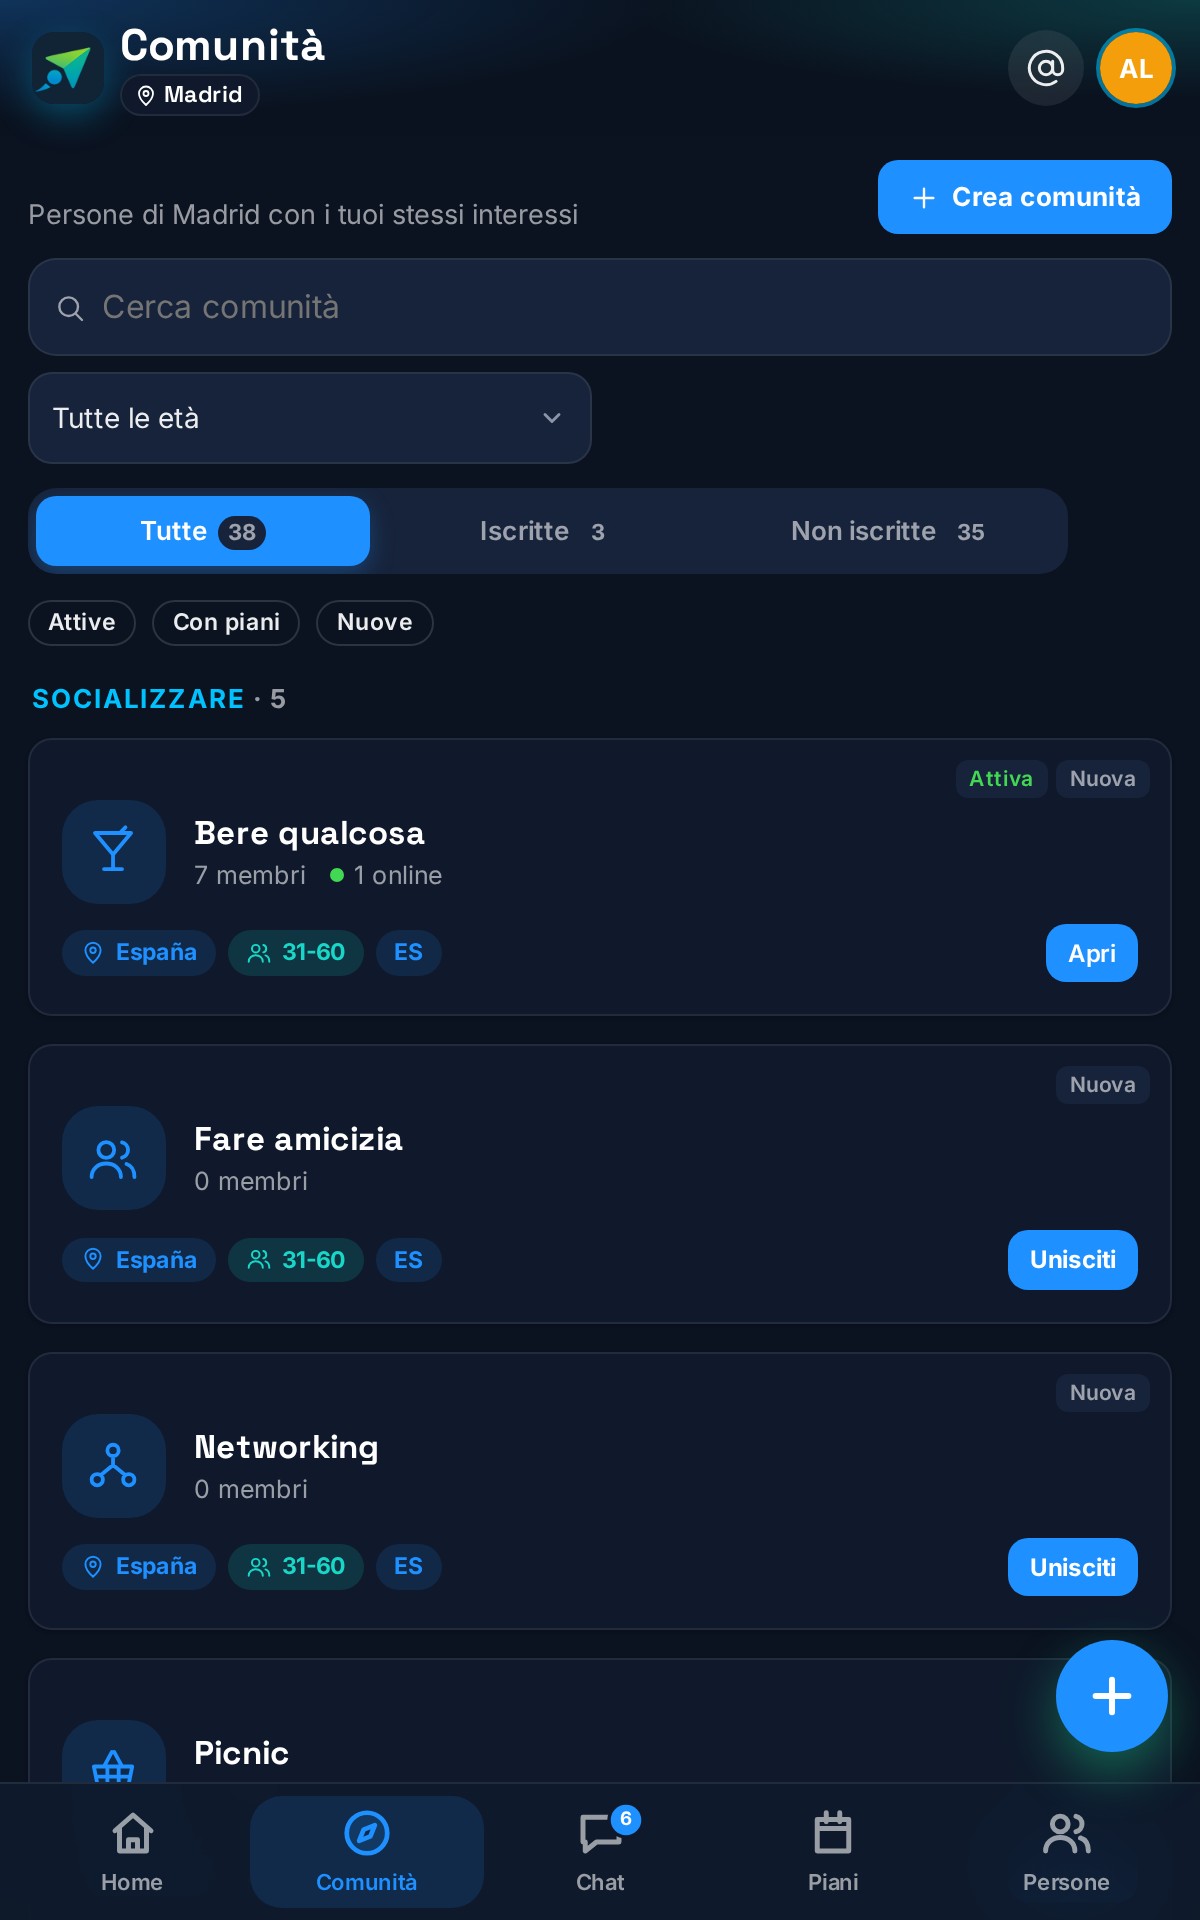 Comunità
Madrid
@
AL
Persone di Madrid con i tuoi stessi interessi
Crea comunità
Cerca comunità
Tutte le età
Tutte 38
Iscritte 3
Non iscritte 35
Attive
Con piani
Nuove
SOCIALIZZARE · 5
Attiva
Nuova
Bere qualcosa
7 membri
1 online
España
31-60
ES
Apri
Nuova
Fare amicizia
0 membri
España
31-60
ES
Unisciti
Nuova
Networking
0 membri
España
31-60
ES
Unisciti
Picnic
Home
Comunità
6
Chat
Piani
Persone